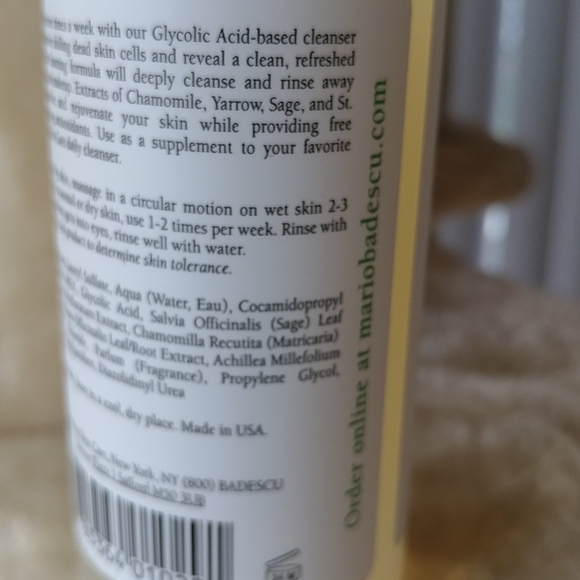 week with our Glycolic Acid-based cleanser
dead skin cells and reveal a clean, refreshed
formula will deeply cleanse and rinse away
Extracts of Chamomile, Yarrow, Sage, and St.
and rejuvenate your skin while providing free
Use as a supplement to your favorite
daily cleanser.
massage in a circular motion on wet skin 2-3
or dry skin, use 1-2 times per week. Rinse with
into eyes, rinse well with water.
to determine skin tolerance.
Aqua (Water, Eau), Cocamidopropyl
Glycolic Acid, Salvia Officinalis (Sage) Leaf
Extract, Chamomilla Recutita (Matricaria)
Leaf/Root Extract, Achillea Millefolium
Parfum (Fragrance), Propylene Glycol,
Diazolidinyl Urea
in a cool, dry place. Made in USA.
New York, NY (800) BADESCU
Order online at mariobadescu.com